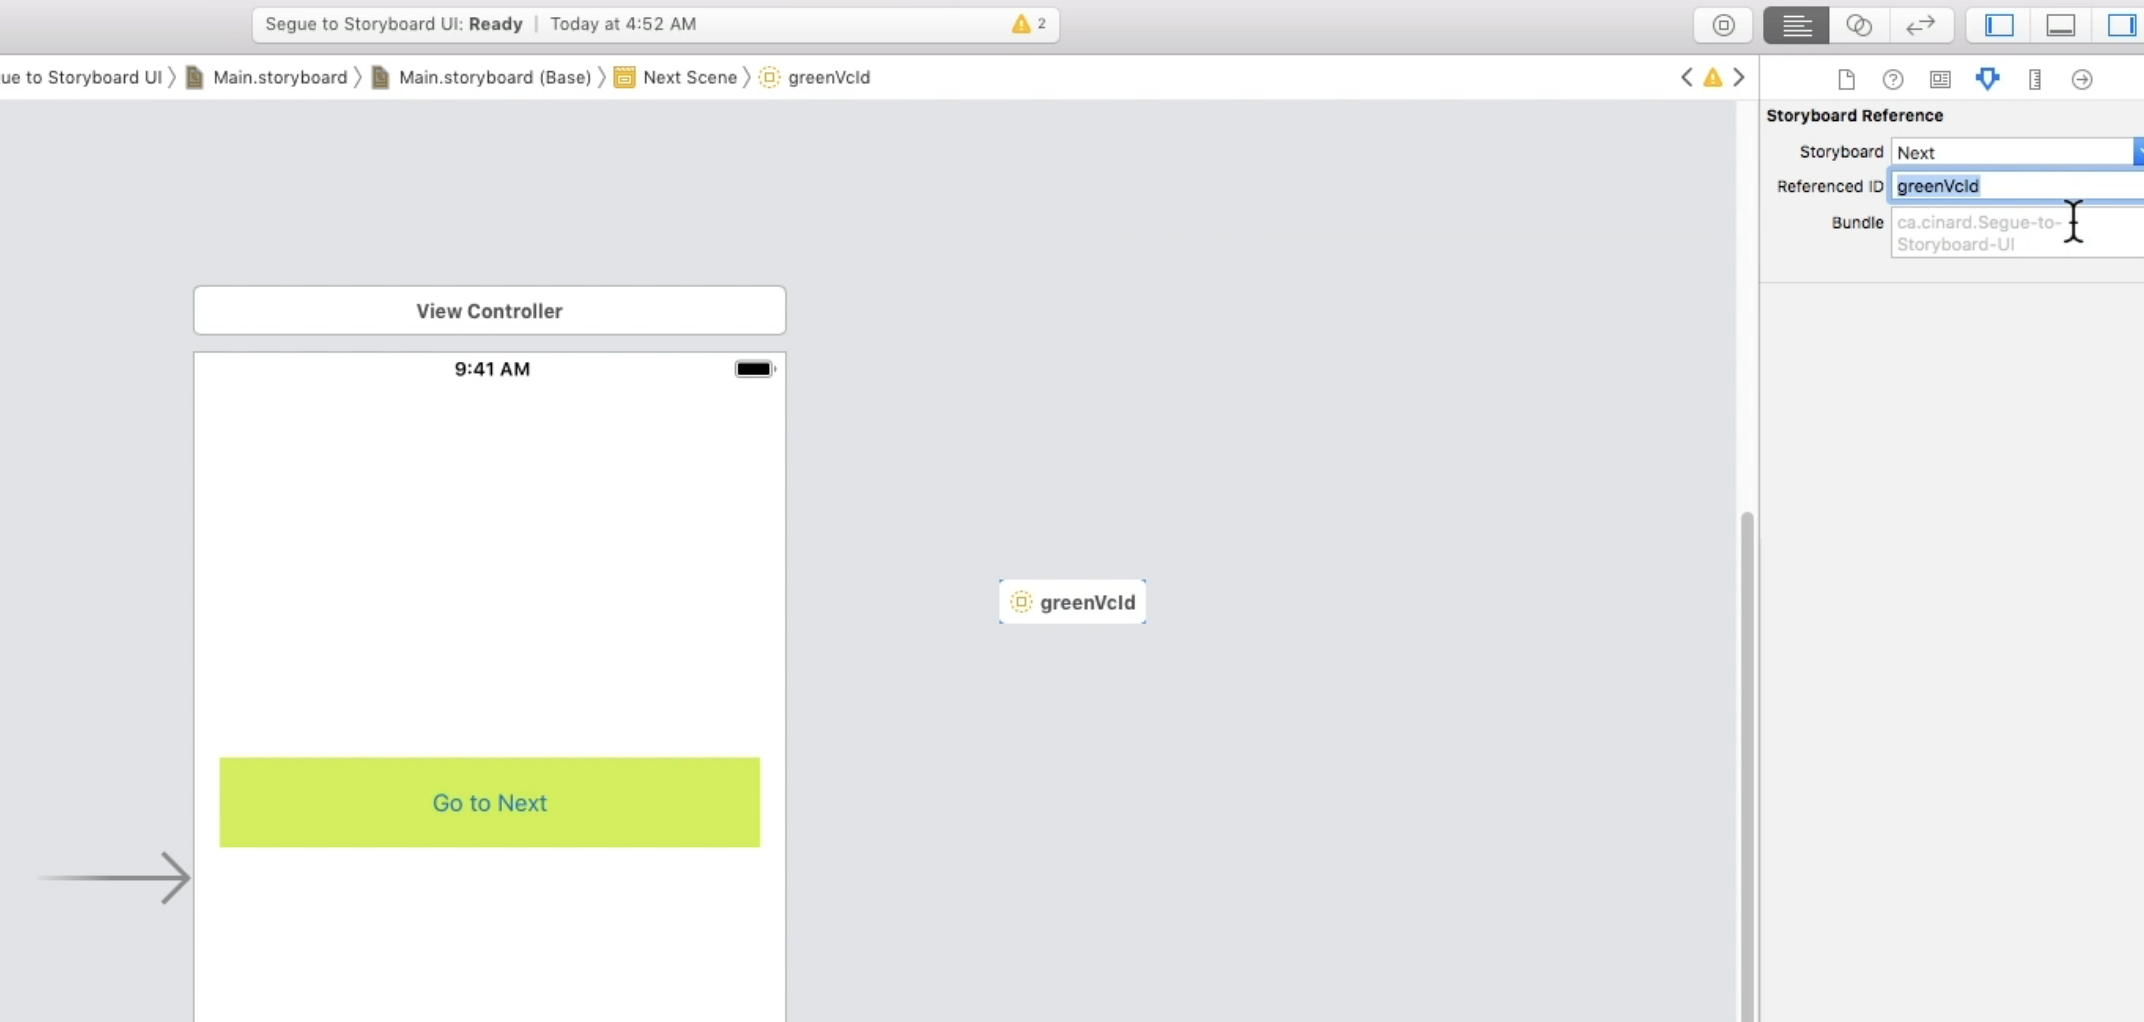 Segue to Storyboard UI: Ready | Today at 4:52 AM 2
ue to Storyboard UI Main.storyboard Main.storyboard (Base) Next Scene greenVcId
Storyboard Reference
Storyboard Next
Referenced ID greenVcId
Bundle ca.cinard.Segue-to-
Storyboard-UI
View Controller
9:41 AM
greenVcId
Go to Next